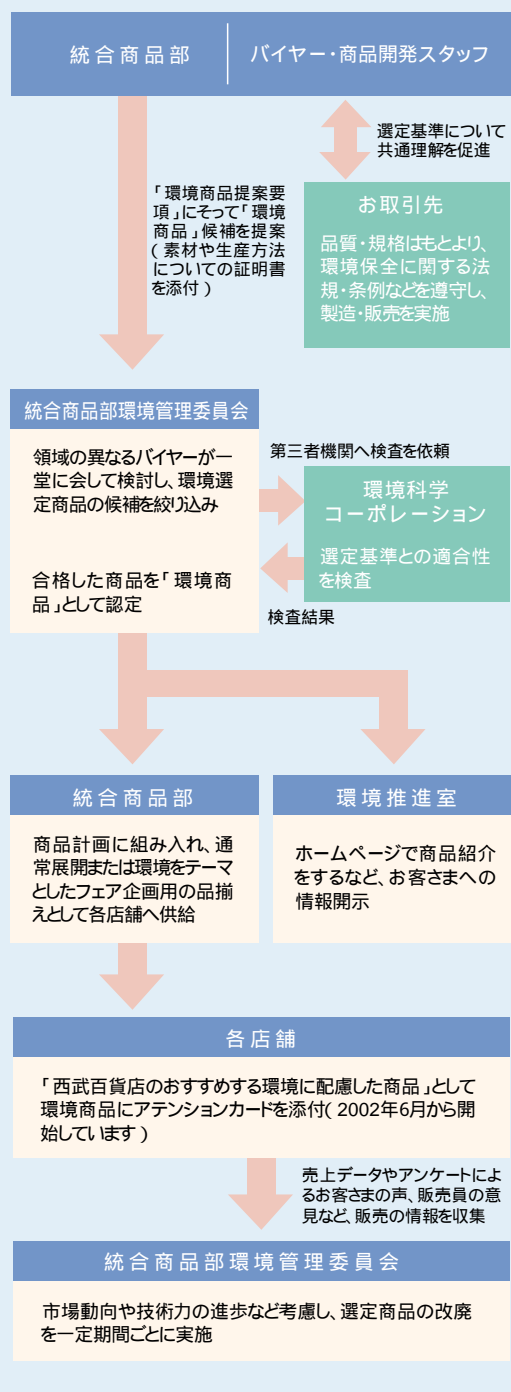 統合商品部
バイヤー・商品開発スタッフ
選定基準について
共通理解を促進
「環境商品提案要
項」にそって「環境
商品」候補を提案
(素材や生産方法
についての証明書
を添付)
お取引先
品質・規格はもとより、
環境保全に関する法
規・条例などを遵守し、
製造・販売を実施
統合商品部環境管理委員会
領域の異なるバイヤーが一
堂に会して検討し、環境選
定商品の候補を絞り込み
合格した商品を「環境商
品」として認定
第三者機関へ検査を依頼
環境科学
コーポレーション
選定基準との適合性
を検査
検査結果
統合商品部
商品計画に組み入れ、通
常展開または環境をテーマ
としたフェア企画用の品揃
えとして各店舗へ供給
環境推進室
ホームページで商品紹介
をするなど、お客さまへの
情報開示
各店舗
「西武百貨店のおすすめする環境に配慮した商品」として
環境商品にアテンションカードを添付(2002年6月から開
始しています)
売上データやアンケートによ
るお客さまの声、販売員の意
見など、販売の情報を収集
統合商品部環境管理委員会
市場動向や技術力の進歩など考慮し、選定商品の改廃
を一定期間ごとに実施